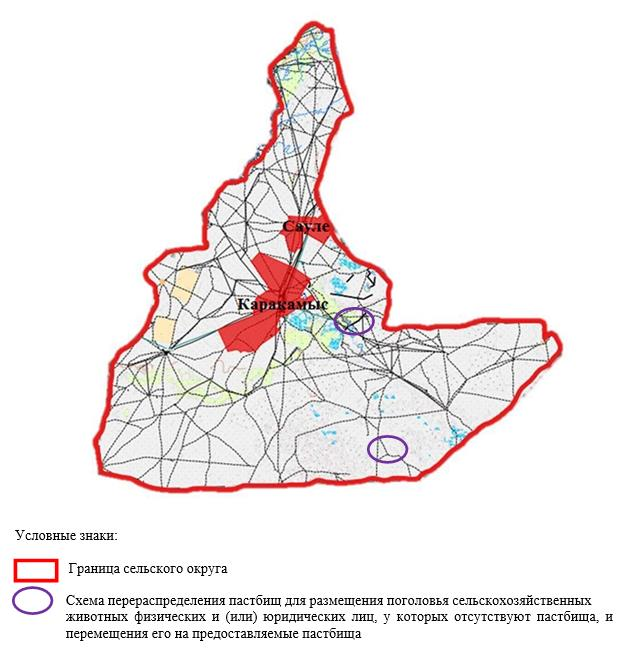 Сауле
Каракамыс
Условные знаки:
Граница сельского округа
Схема перераспределения пастбищ для размещения поголовья сельскохозяйственных
животных физических и (или) юридических лиц, у которых отсутствуют пастбища, и
перемещения его на предоставляемые пастбища